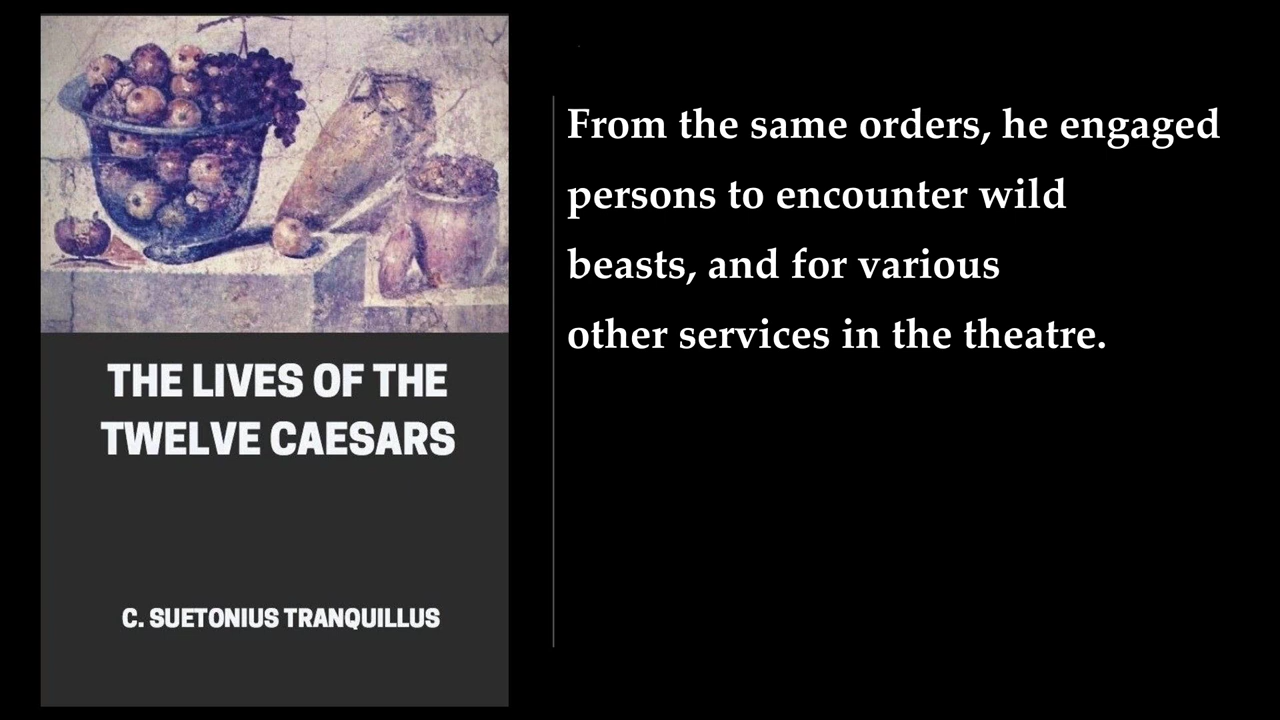 THE LIVES OF THE
TWELVE CAESARS
C. SUETONIUS TRANQUILLUS
From the same orders, he engaged
persons to encounter wild
beasts, and for various
other services in the theatre.